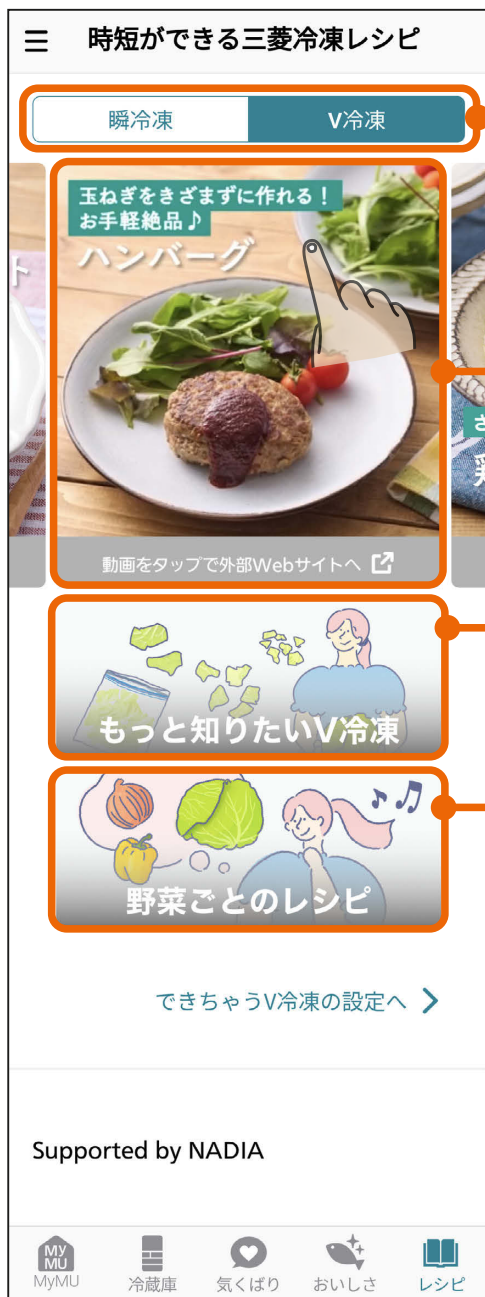 時短ができる三菱冷凍レシピ
瞬冷凍
V冷凍
ト
玉ねぎをきざまずに作れる！
お手軽絶品♪
ハンバーグ
さ
動画をタップで外部Webサイトへ
もっと知りたいV冷凍
野菜ごとのレシピ
できちゃうV冷凍の設定へ
Supported by NADIA
MY
MU
MyMU
冷蔵庫
気くばり
おいしさ
レシピ